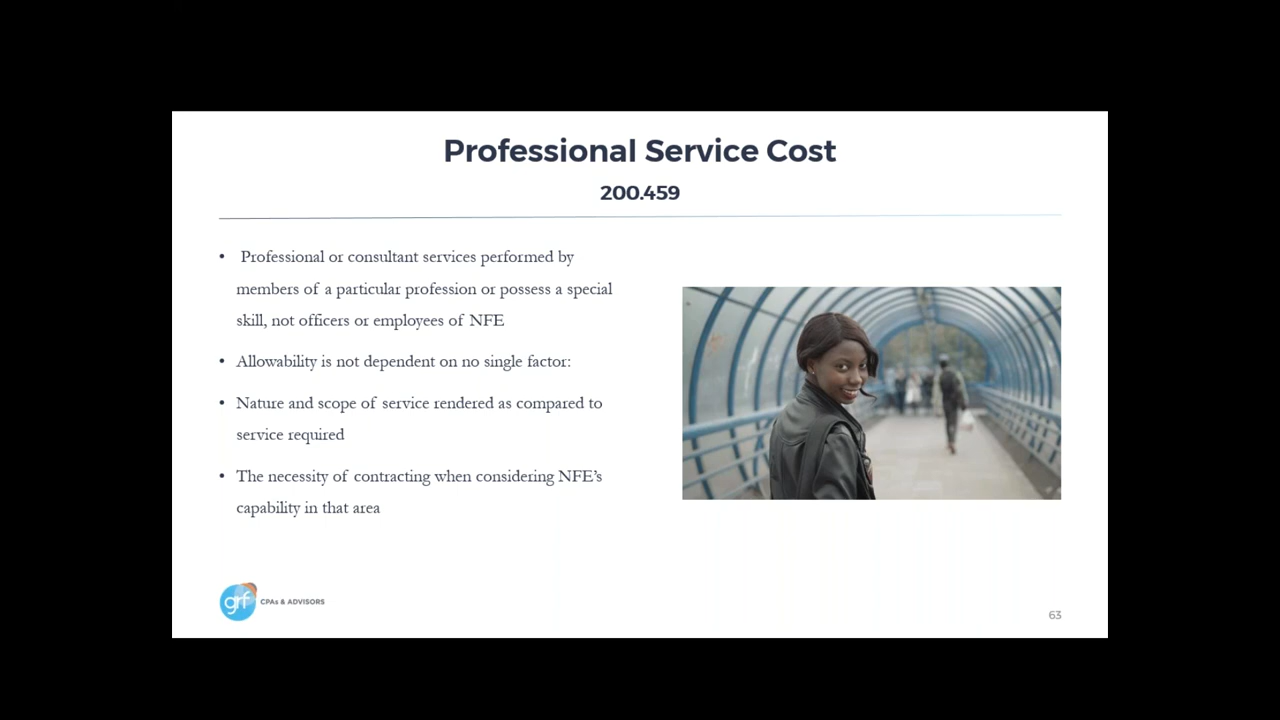 Professional Service Cost
200.459
• Professional or consultant services performed by
members of a particular profession or possess a special
skill, not officers or employees of NFE
• Allowability is not dependent on no single factor:
• Nature and scope of service rendered as compared to
service required
• The necessity of contracting when considering NFE’s
capability in that area
grf CPAs & ADVISORS
63